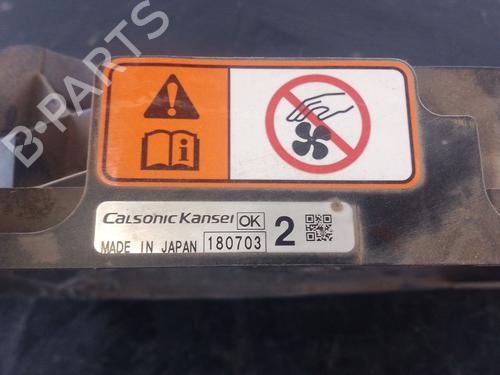 B-PARTS
CalsonicKansei OK
MADE IN JAPAN 180703 2